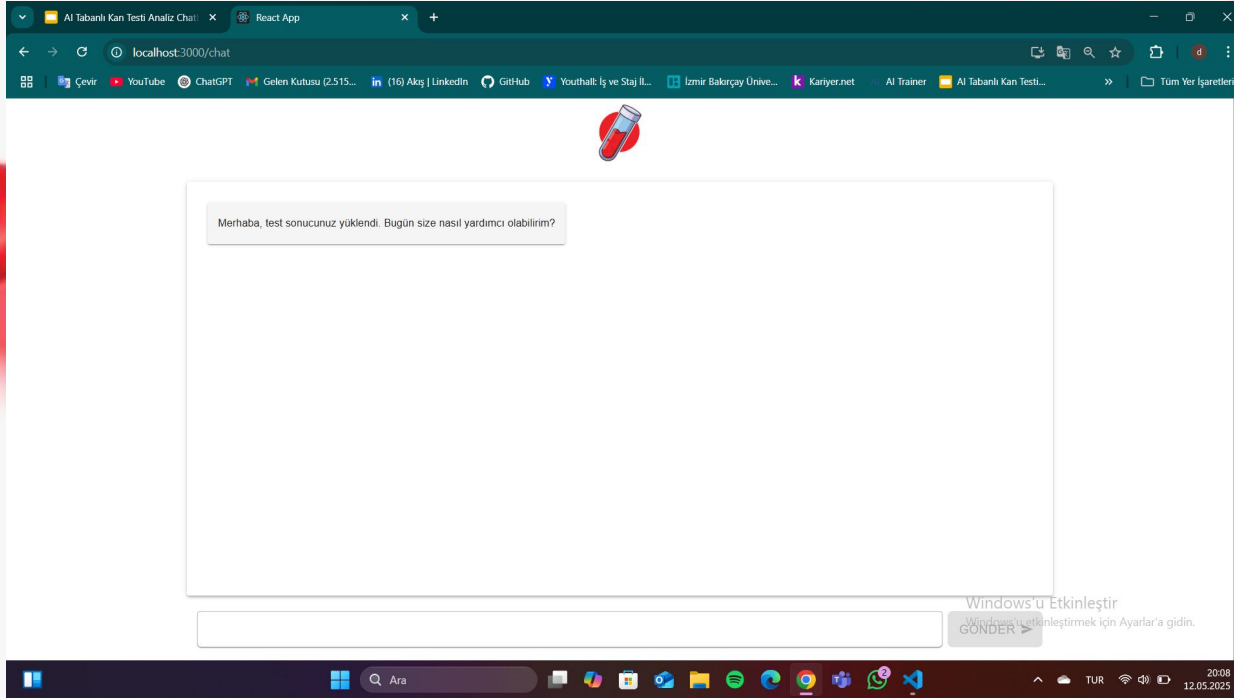 AI Tabanlı Kan Testi Analiz Chat
React App
localhost:3000/chat
d
Çevir
YouTube
ChatGPT
Gelen Kutusu (2.515...
(16) Akış | LinkedIn
GitHub
Youthall: İş ve Staj İl...
İzmir Bakırçay Ünive...
Kariyer.net
AI Trainer
AI Tabanlı Kan Testi...
»
Tüm Yer İşaretleri
Merhaba, test sonucunuz yüklendi. Bugün size nasıl yardımcı olabilirim?
Windows'u Etkinleştir
Windows'u etkinleştirmek için Ayarlar'a gidin.
GÖNDER
Ara
2
TUR
20:08
12.05.2025